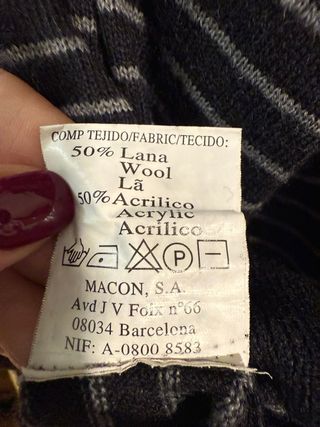 COMP TEJIDO/FABRIC/TECIDO:
50% Lana
Wool
Lã
50% Acrilico
Acrylic
Acrílico
P
MACON, S.A.
Avd J V Foix nº66
08034 Barcelona
NIF: A-0800 8583